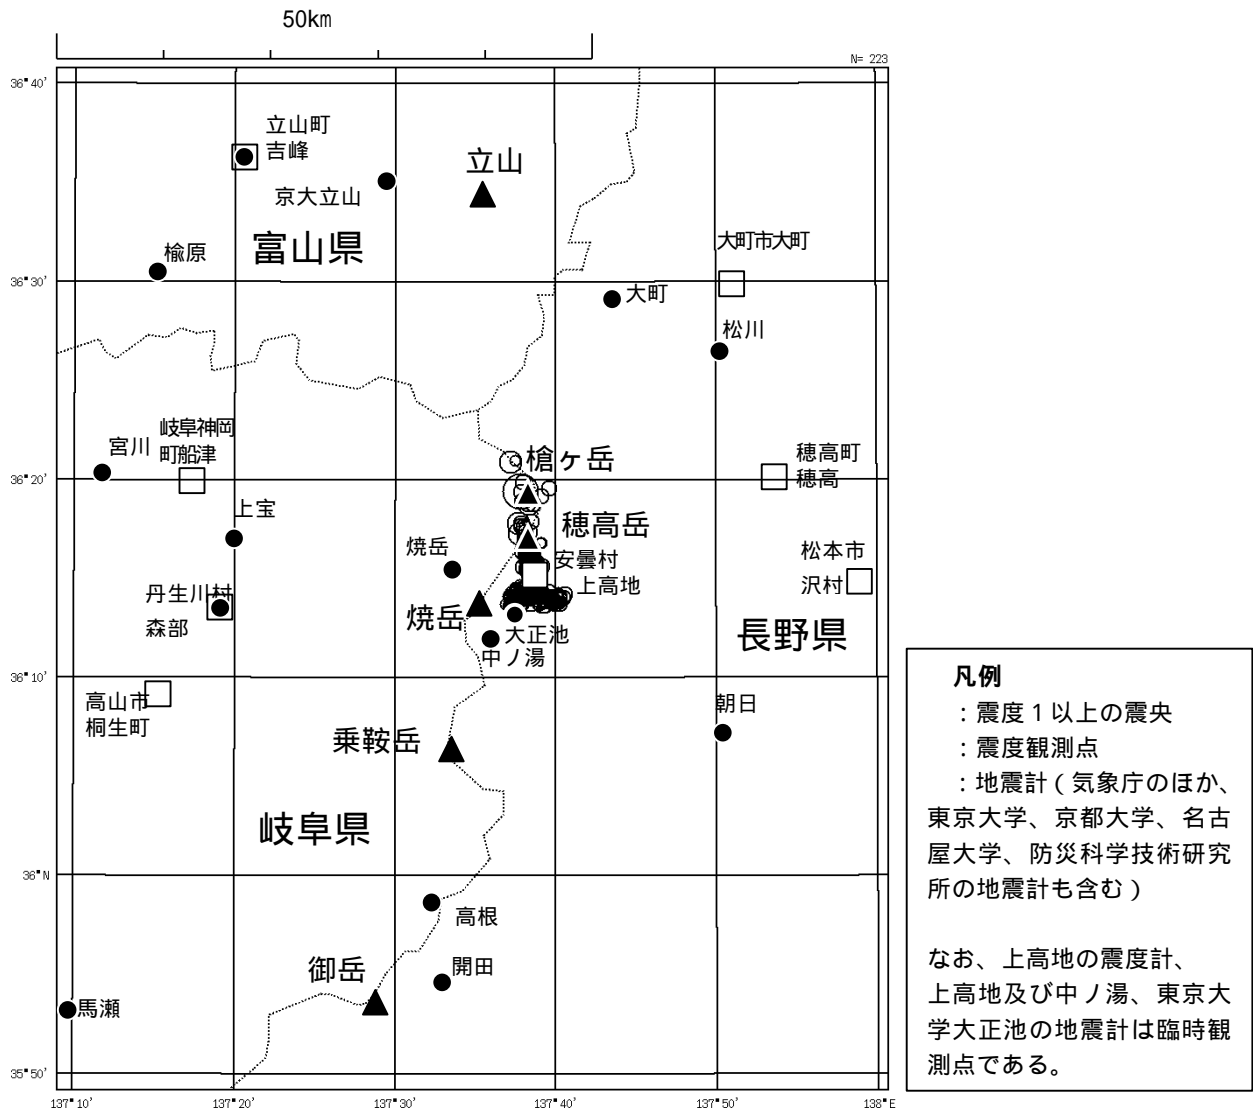 50km
N= 223
36°40'
立山町
吉峰
立山
京大立山
富山県
楡原
大町市大町
36°30'
大町
松川
宮川
岐阜神岡
町船津
槍ヶ岳
穂高町
穂高
36°20'
上宝
穂高岳
焼岳
安曇村
上高地
松本市
沢村
丹生川村
森部
焼岳
大正池
中ノ湯
長野県
36°10'
高山市
桐生町
朝日
乗鞍岳
岐阜県
36°N
高根
御岳
開田
馬瀬
35°50'
137°10'
137°20'
137°30'
137°40'
137°50'
138°E
凡例
：震度１以上の震央
：震度観測点
：地震計（気象庁のほか、
東京大学、京都大学、名古
屋大学、防災科学技術研究
所の地震計も含む）
なお、上高地の震度計、
上高地及び中ノ湯、東京大
学大正池の地震計は臨時観
測点である。